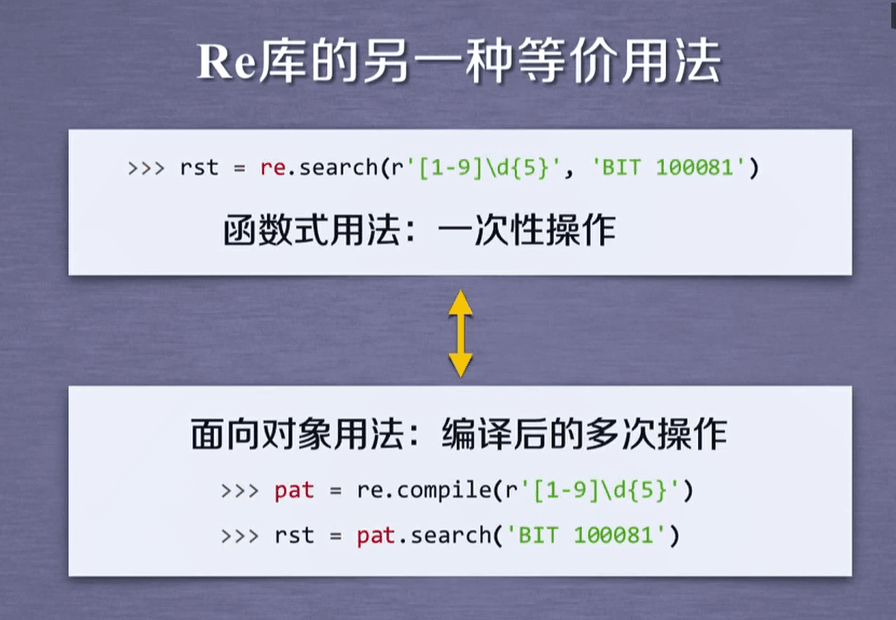 Re库的另一种等价用法
>>> rst = re.search(r'[1-9]\d{5}', 'BIT 100081')
函数式用法：一次性操作
面向对象用法：编译后的多次操作
>>> pat = re.compile(r'[1-9]\d{5}')
>>> rst = pat.search('BIT 100081')